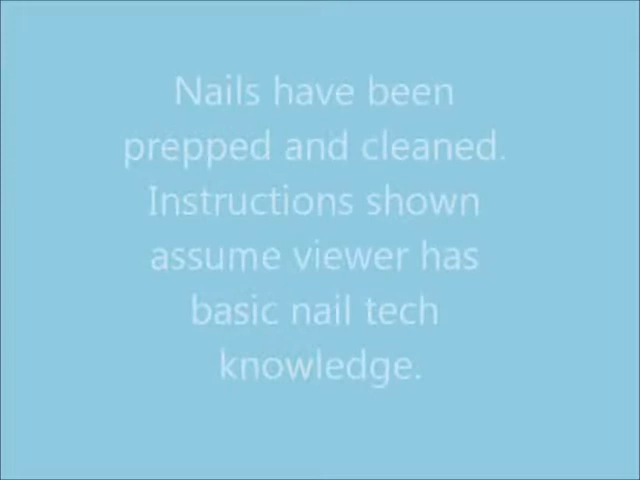 Nails have been
prepped and cleaned.
Instructions shown
assume viewer has
basic nail tech
knowledge.